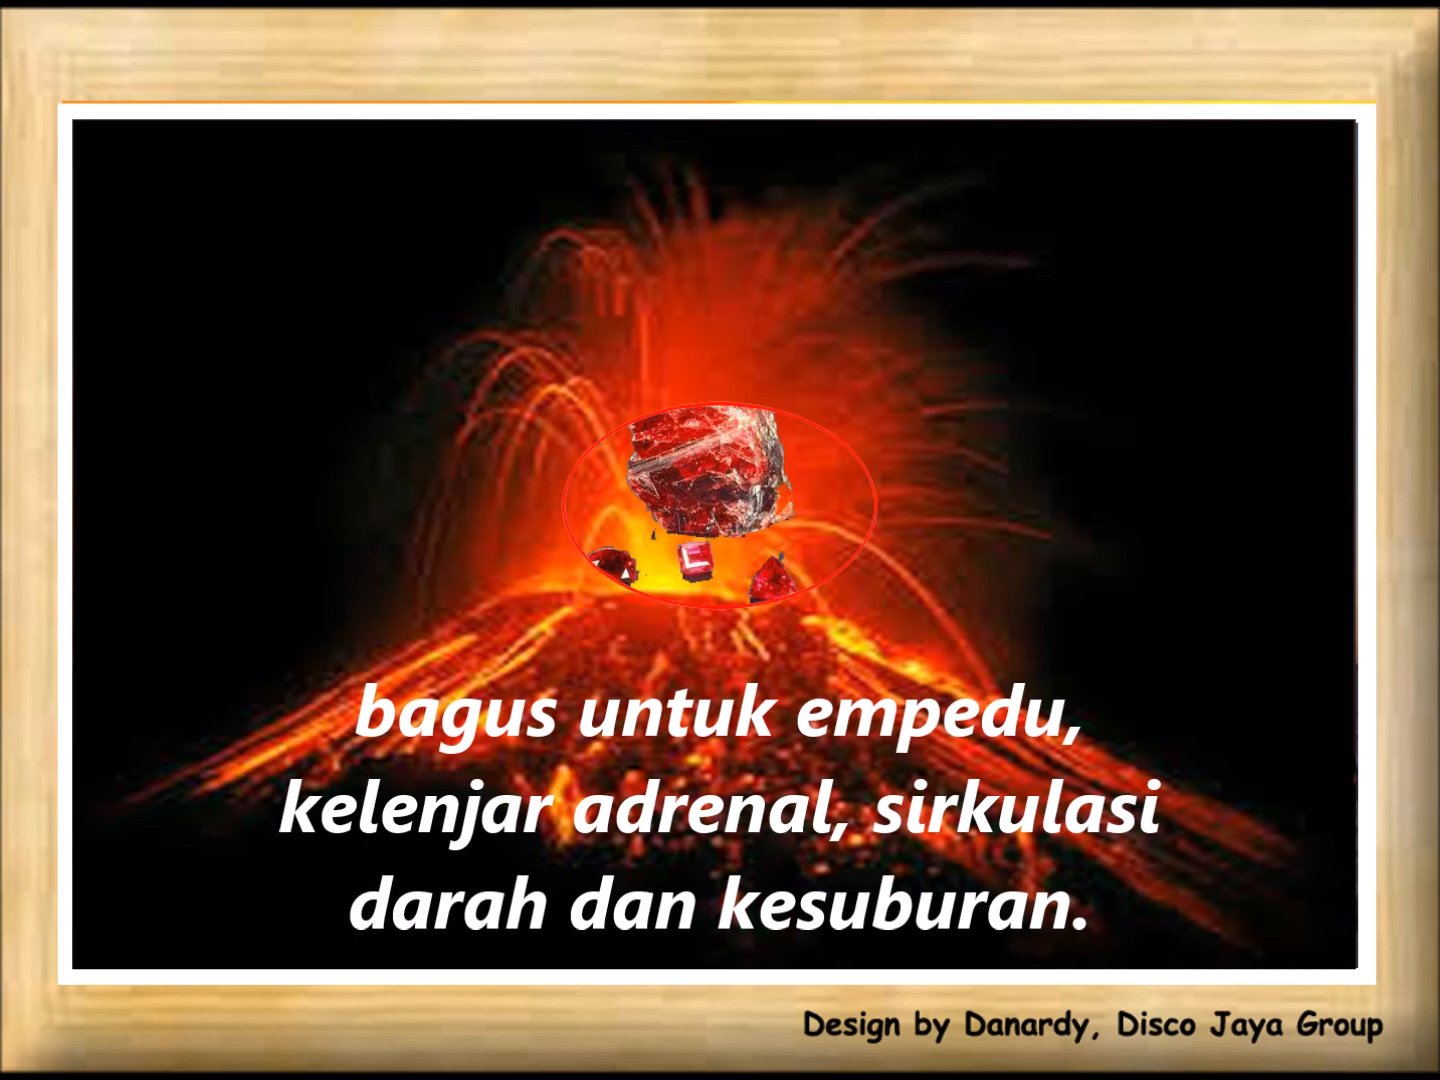 bagus untuk empedu,
kelenjar adrenal, sirkulasi
darah dan kesuburan.
Design by Danardy, Disco Jaya Group